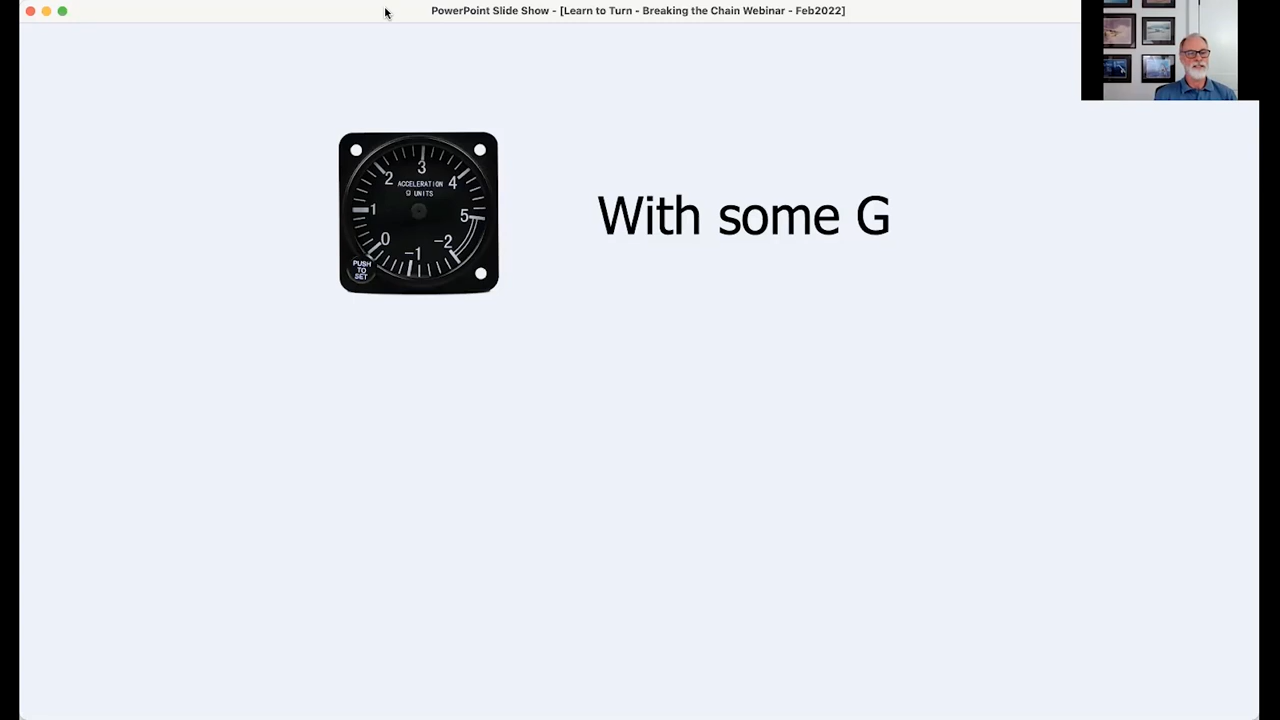 PowerPoint Slide Show - [Learn to Turn - Breaking the Chain Webinar - Feb2022]
3
2
4
ACCELERATION
G UNITS
1
5
0
-2
-1
PUSH
TO
SET
With some G